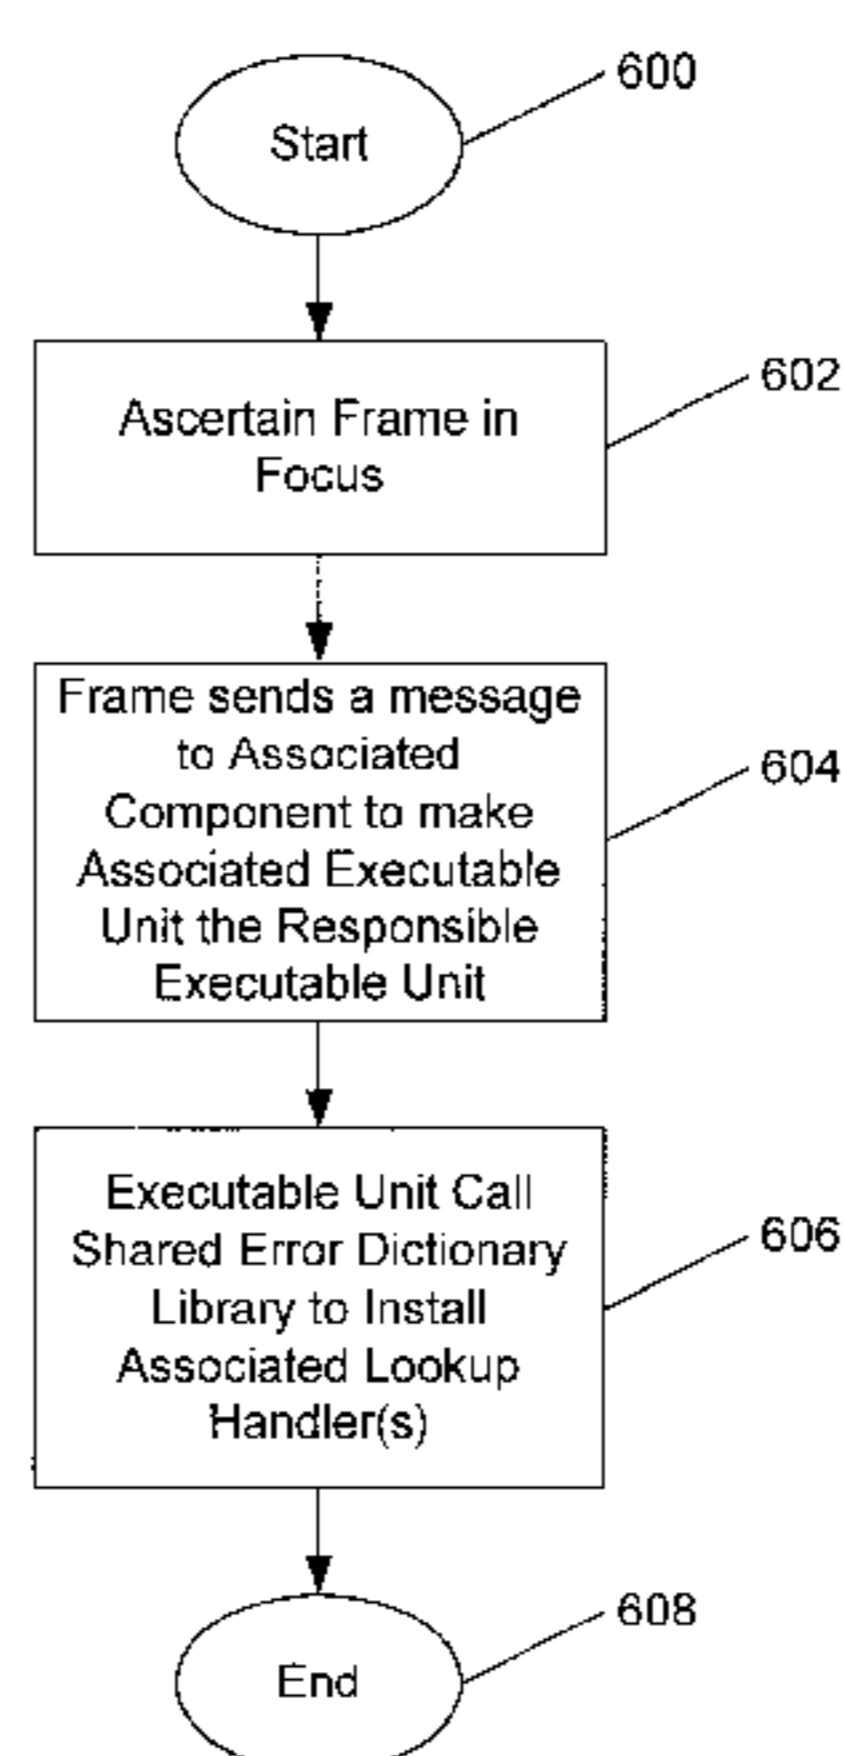 600
Start
602
Ascertain Frame in
Focus
Frame sends a message
to Associated
604
Component to make
Associated Executable
Unit the Responsible
Executable Unit
Executable Unit Call
606
Shared Error Dictionary
Library to Install
Associated Lookup
Handler(s)
608
End